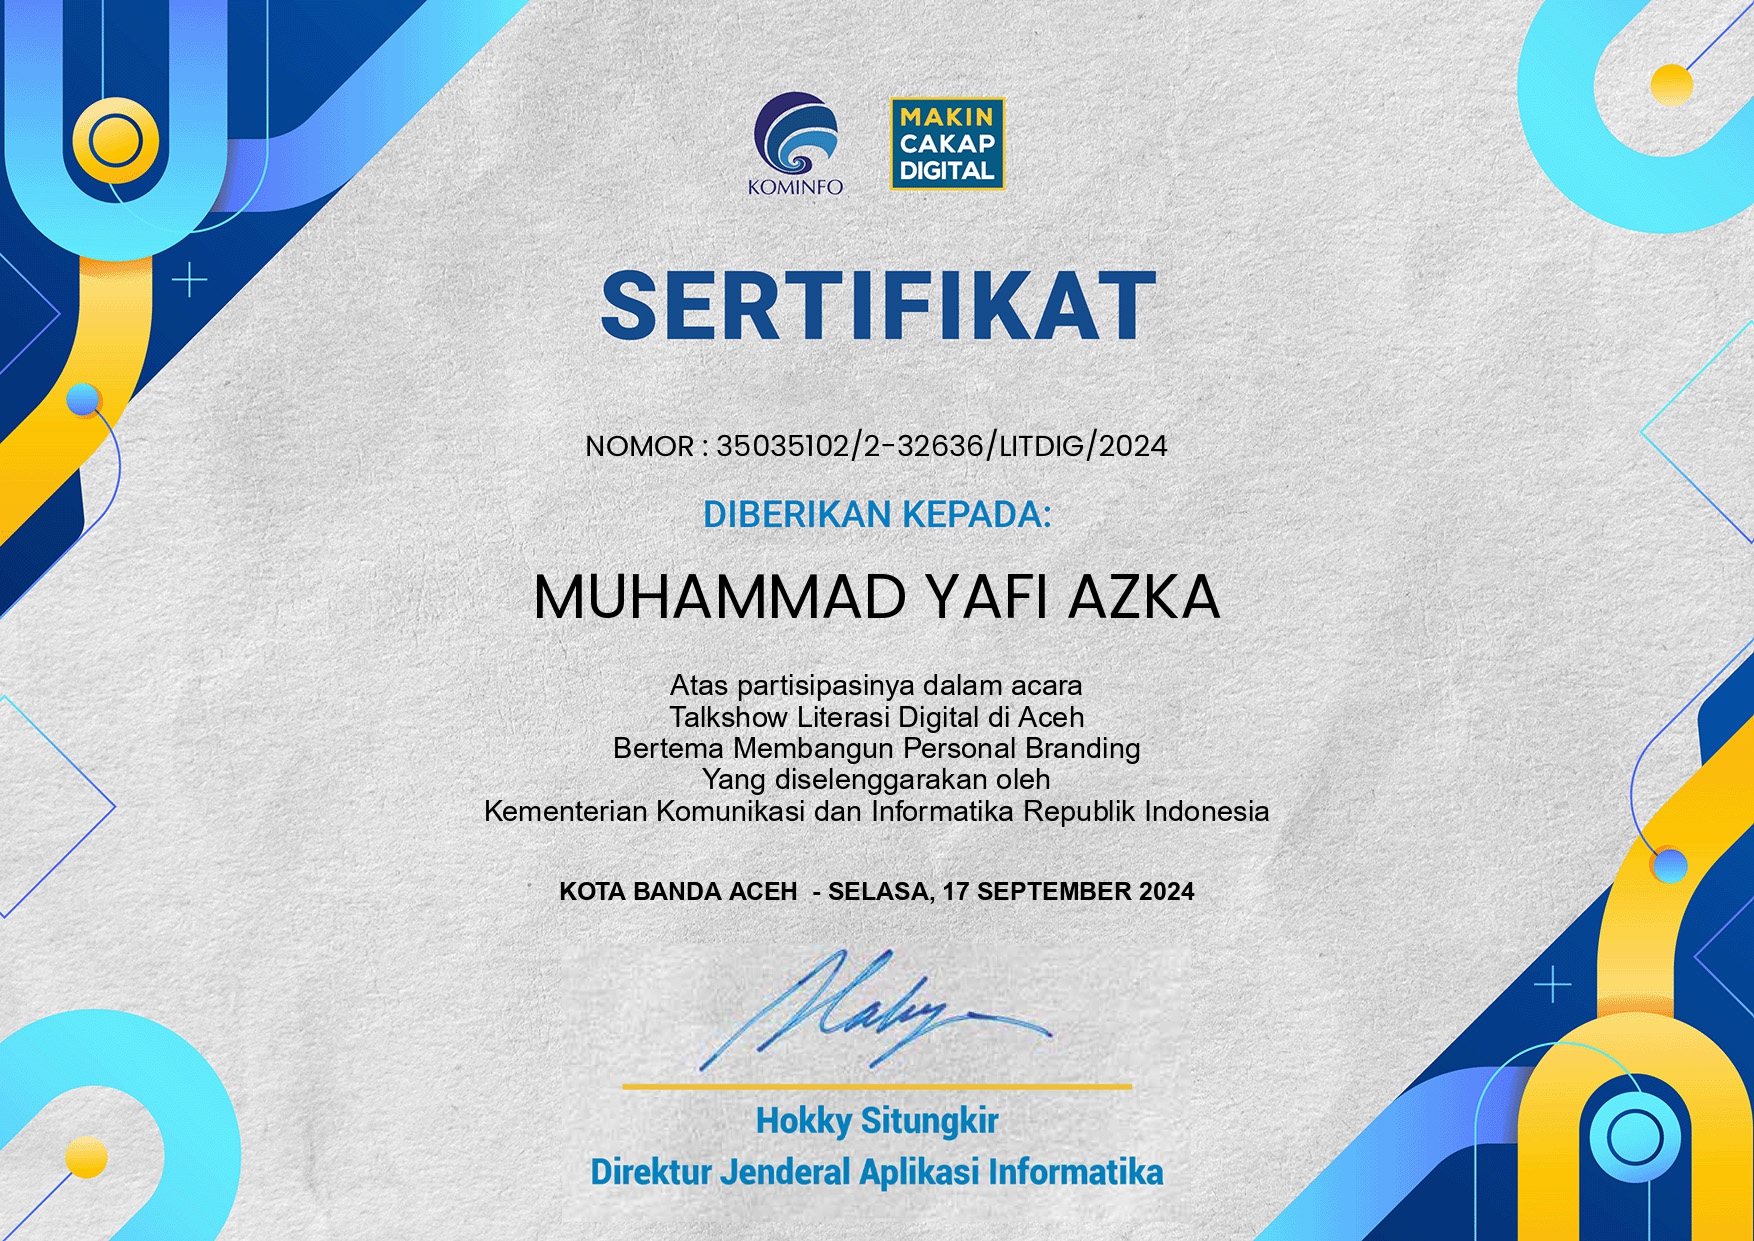 KOMINFO
MAKIN
CAKAP
DIGITAL
SERTIFIKAT
NOMOR : 35035102/2-32636/LITDIG/2024
DIBERIKAN KEPADA:
MUHAMMAD YAFI AZKA
Atas partisipasinya dalam acara
Talkshow Literasi Digital di Aceh
Bertema Membangun Personal Branding
Yang diselenggarakan oleh
Kementerian Komunikasi dan Informatika Republik Indonesia
KOTA BANDA ACEH - SELASA, 17 SEPTEMBER 2024
Hokky Situngkir
Direktur Jenderal Aplikasi Informatika